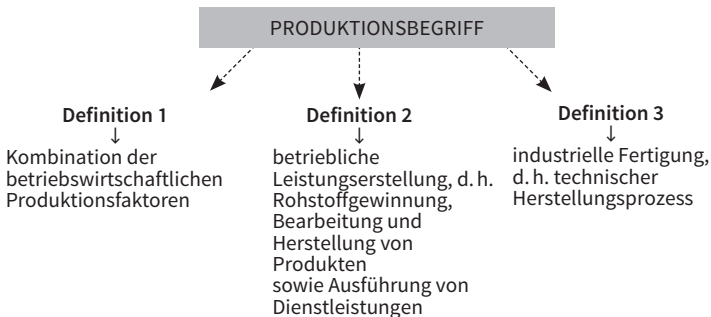 PRODUKTIONSBEGRIFF
Definition 1
↓
Kombination der
betriebswirtschaftlichen
Produktionsfaktoren
Definition 2
↓
betriebliche
Leistungserstellung, d. h.
Rohstoffgewinnung,
Bearbeitung und
Herstellung von
Produkten
sowie Ausführung von
Dienstleistungen
Definition 3
↓
industrielle Fertigung,
d. h. technischer
Herstellungsprozess